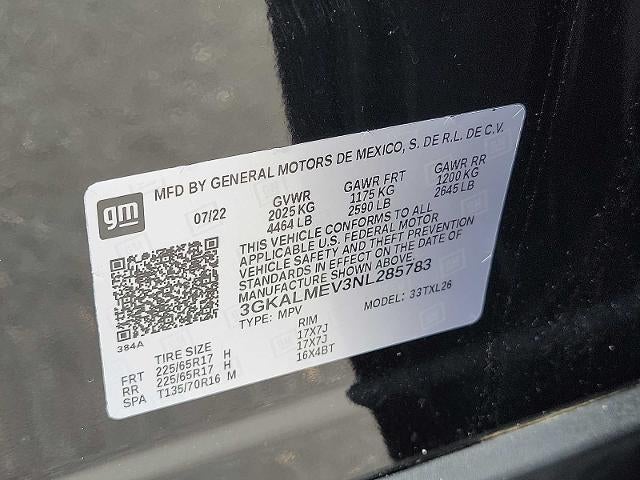 gm
MFD BY GENERAL MOTORS DE MEXICO, S. DE R.L. DE C.V.
07/22 GVWR GAWR FRT GAWR RR
2025 KG 1175 KG 1200 KG
4464 LB 2590 LB 2645 LB
THIS VEHICLE CONFORMS TO ALL
APPLICABLE U.S. FEDERAL MOTOR
VEHICLE SAFETY AND THEFT PREVENTION
STANDARDS IN EFFECT ON THE DATE OF
MANUFACTURE SHOWN ABOVE.
3GKALMEV3NL285783
TYPE: MPV MODEL: 33TXL26
384A
TIRE SIZE RIM
FRT 225/65R17 H 17X7J
RR 225/65R17 H 17X7J
SPA T135/70R16 M 16X4BT